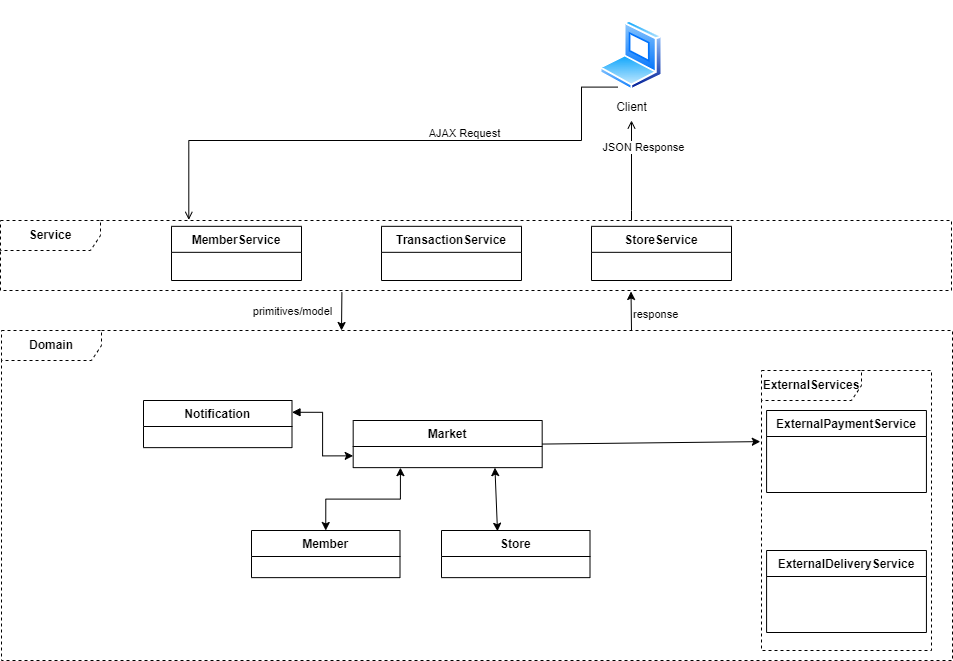 Client
AJAX Request
JSON Response
Service
MemberService
TransactionService
StoreService
primitives/model
response
Domain
ExternalServices
Notification
Market
ExternalPaymentService
Member
Store
ExternalDeliveryService